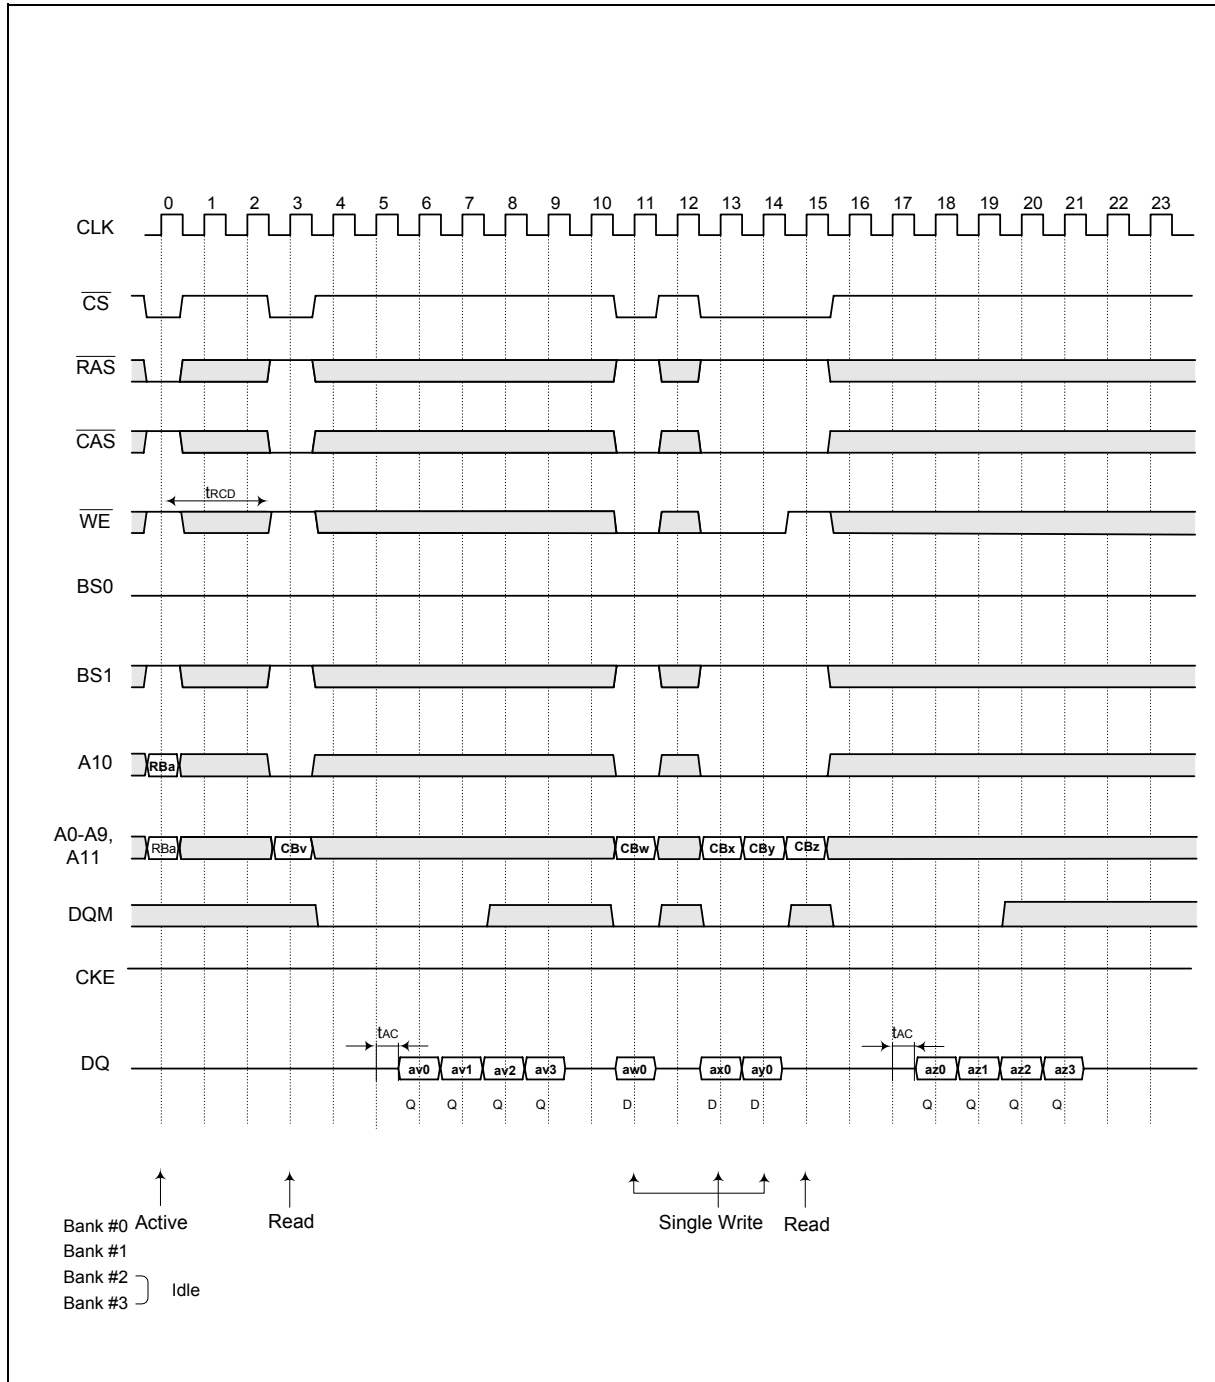 0 1 2 3 4 5 6 7 8 9 10 11 12 13 14 15 16 17 18 19 20 21 22 23
CLK
CS
RAS
CAS
tRCD
WE
BS0
BS1
A10 RBa
A0-A9,
A11
RBa CBv CBw CBx CBy CBz
DQM
CKE
tAC tAC
DQ av0 av1 av2 av3 aw0 ax0 ay0 az0 az1 az2 az3
Q Q Q Q D D D Q Q Q Q
Bank #0 Active Read Single Write Read
Bank #1
Bank #2
Idle
Bank #3